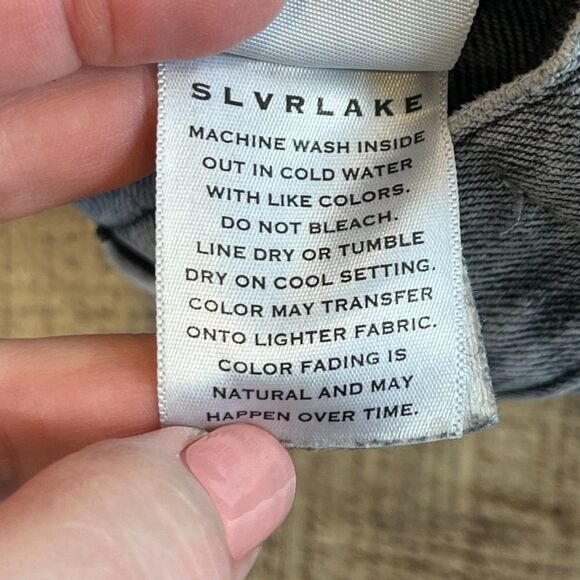 SLVRLAKE
MACHINE WASH INSIDE
OUT IN COLD WATER
WITH LIKE COLORS.
DO NOT BLEACH.
LINE DRY OR TUMBLE
DRY ON COOL SETTING.
COLOR MAY TRANSFER
ONTO LIGHTER FABRIC.
COLOR FADING IS
NATURAL AND MAY
HAPPEN OVER TIME.